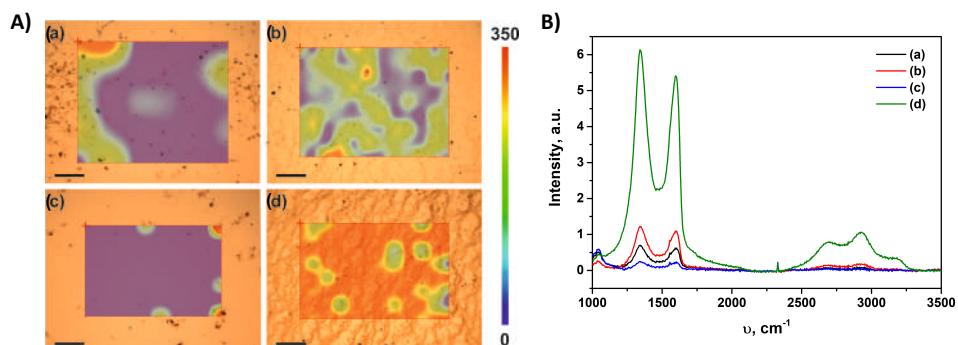 A)
(a)
(b)
350
(c)
(d)
0
B)
Intensity, a.u.
6
5
4
3
2
1
0
(a)
(b)
(c)
(d)
1000 1500 2000 2500 3000 3500
υ, cm⁻¹